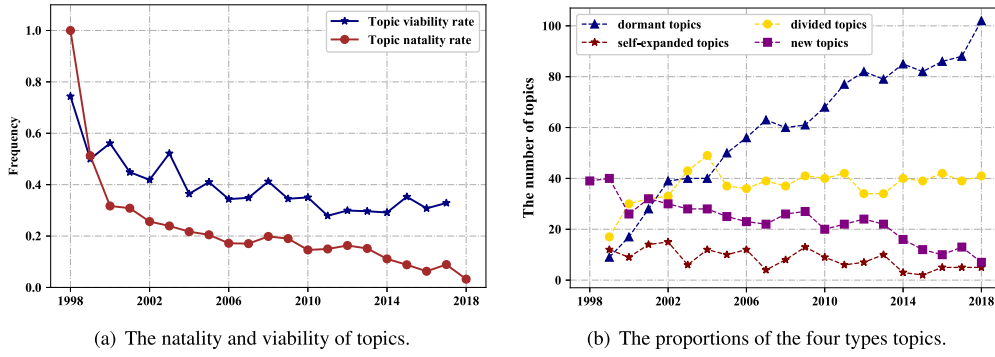 Topic viability rate
Topic natality rate
1.0
0.8
0.6
0.4
0.2
0.0
Frequency
1998 2002 2006 2010 2014 2018
(a) The natality and viability of topics.
dormant topics divided topics
self-expanded topics new topics
100
80
60
40
20
0
The number of topics
1998 2002 2006 2010 2014 2018
(b) The proportions of the four types topics.